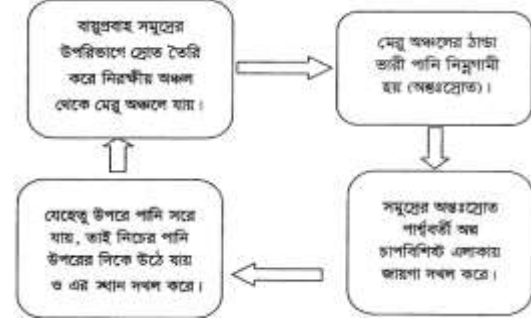 বায়ুপ্রবাহ সমুদ্রের
উপরিভাগে স্রোত তৈরি
করে নিরক্ষীয় অঞ্চল
থেকে মেরু অঞ্চলে যায়।
মেরু অঞ্চলের ঠান্ডা
ভারী পানি নিম্নগামী
হয় (অন্তঃস্রোত)।
সমুদ্রের অন্তঃস্রোত
পার্শ্ববর্তী অল্প
চাপবিশিষ্ট এলাকায়
জায়গা দখল করে।
যেহেতু উপরে পানি সরে
যায়, তাই নিচের পানি
উপরের দিকে উঠে যায়
ও এর স্থান দখল করে।